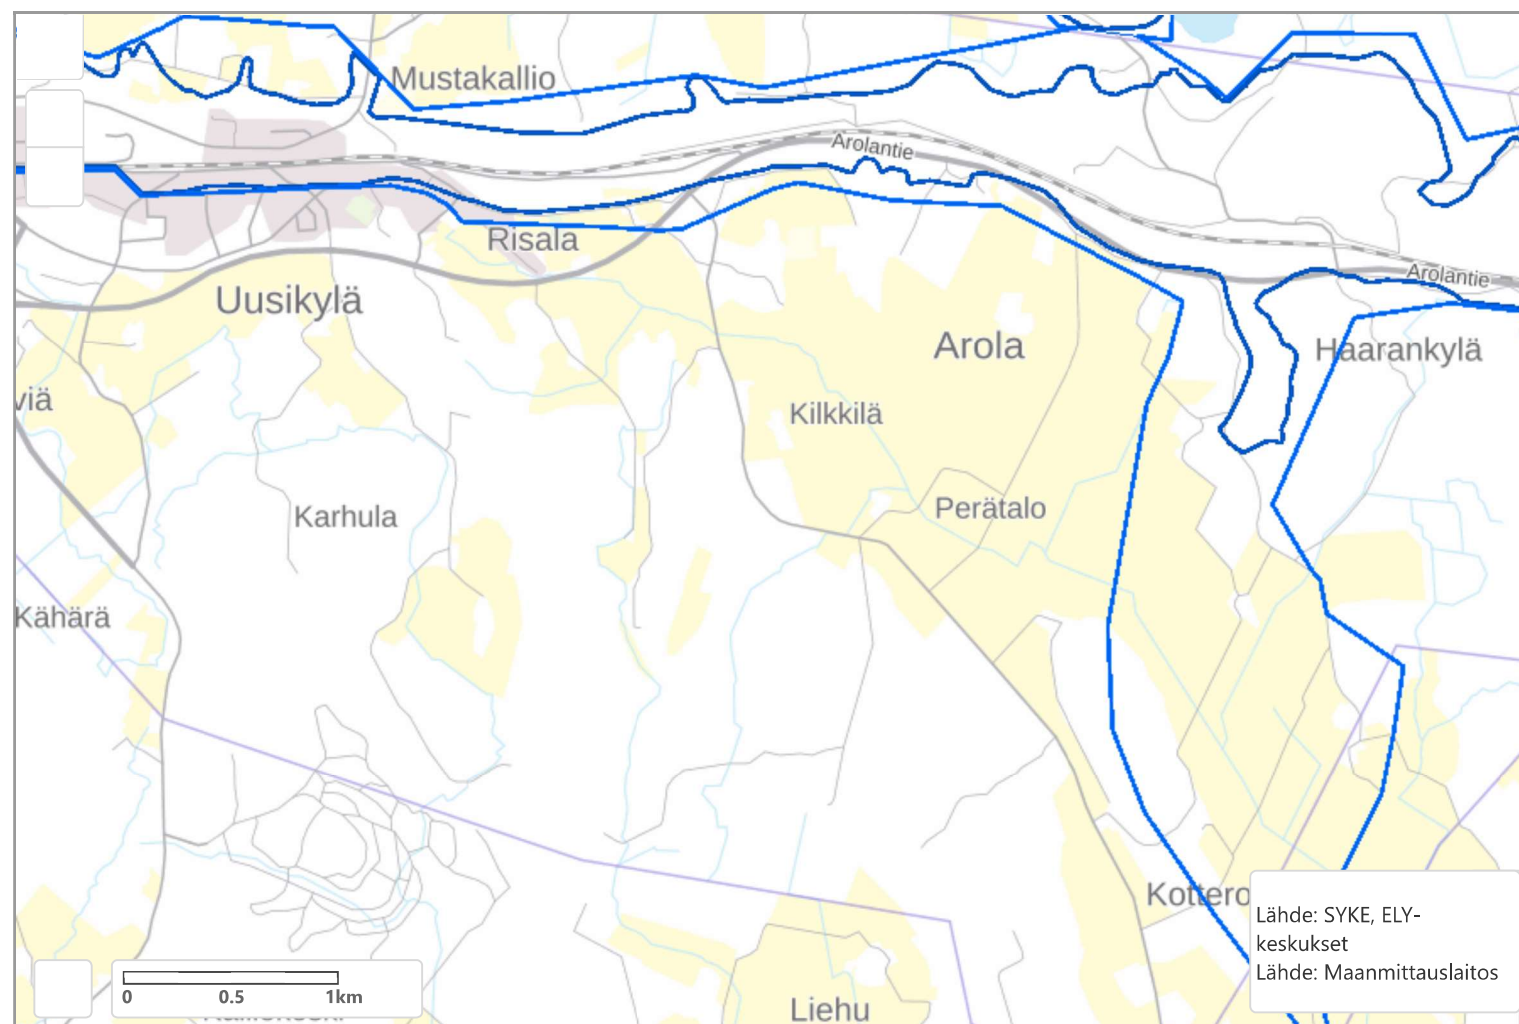 Mustakallio
Arolantie
Risala
Arolantie
Uusikylä
Arola
Haarankylä
viä
Kilkkilä
Perätalo
Karhula
Kähärä
Kottero
Lähde: SYKE, ELY-
keskukset
Lähde: Maanmittauslaitos
0 0.5 1km
Liehu